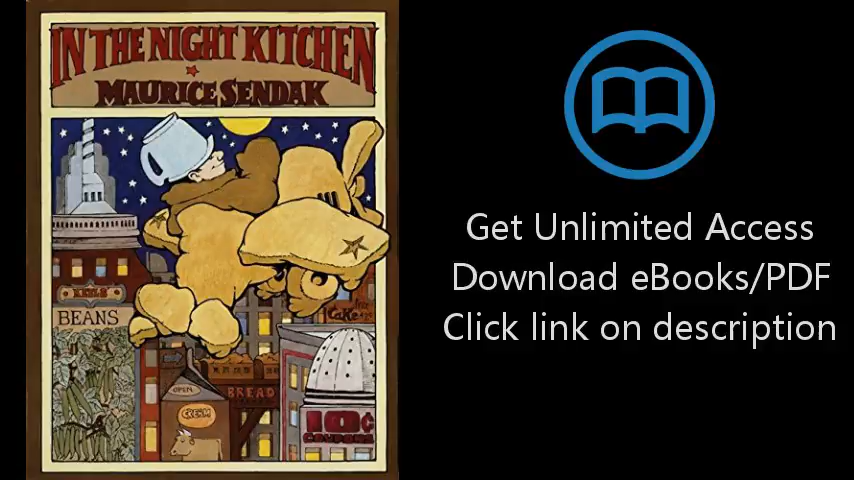 IN THE NIGHT KITCHEN
MAURICE SENDAK
BEANS
OPEN
CREAM
BREAD
Cake
10¢
COUPONS
Get Unlimited Access
Download eBooks/PDF
Click link on description